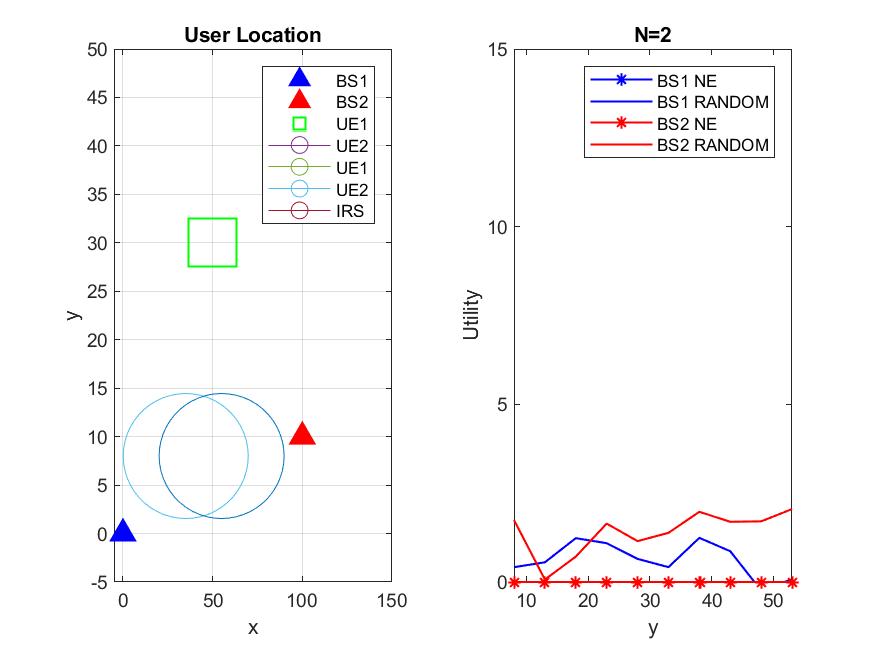 User Location
50
45
40
35
30
25
20
15
10
5
0
-5
0
50
100
150
x
y
BS1
BS2
UE1
UE2
UE1
UE2
IRS
N=2
15
10
5
0
10
20
30
40
50
y
Utility
BS1 NE
BS1 RANDOM
BS2 NE
BS2 RANDOM